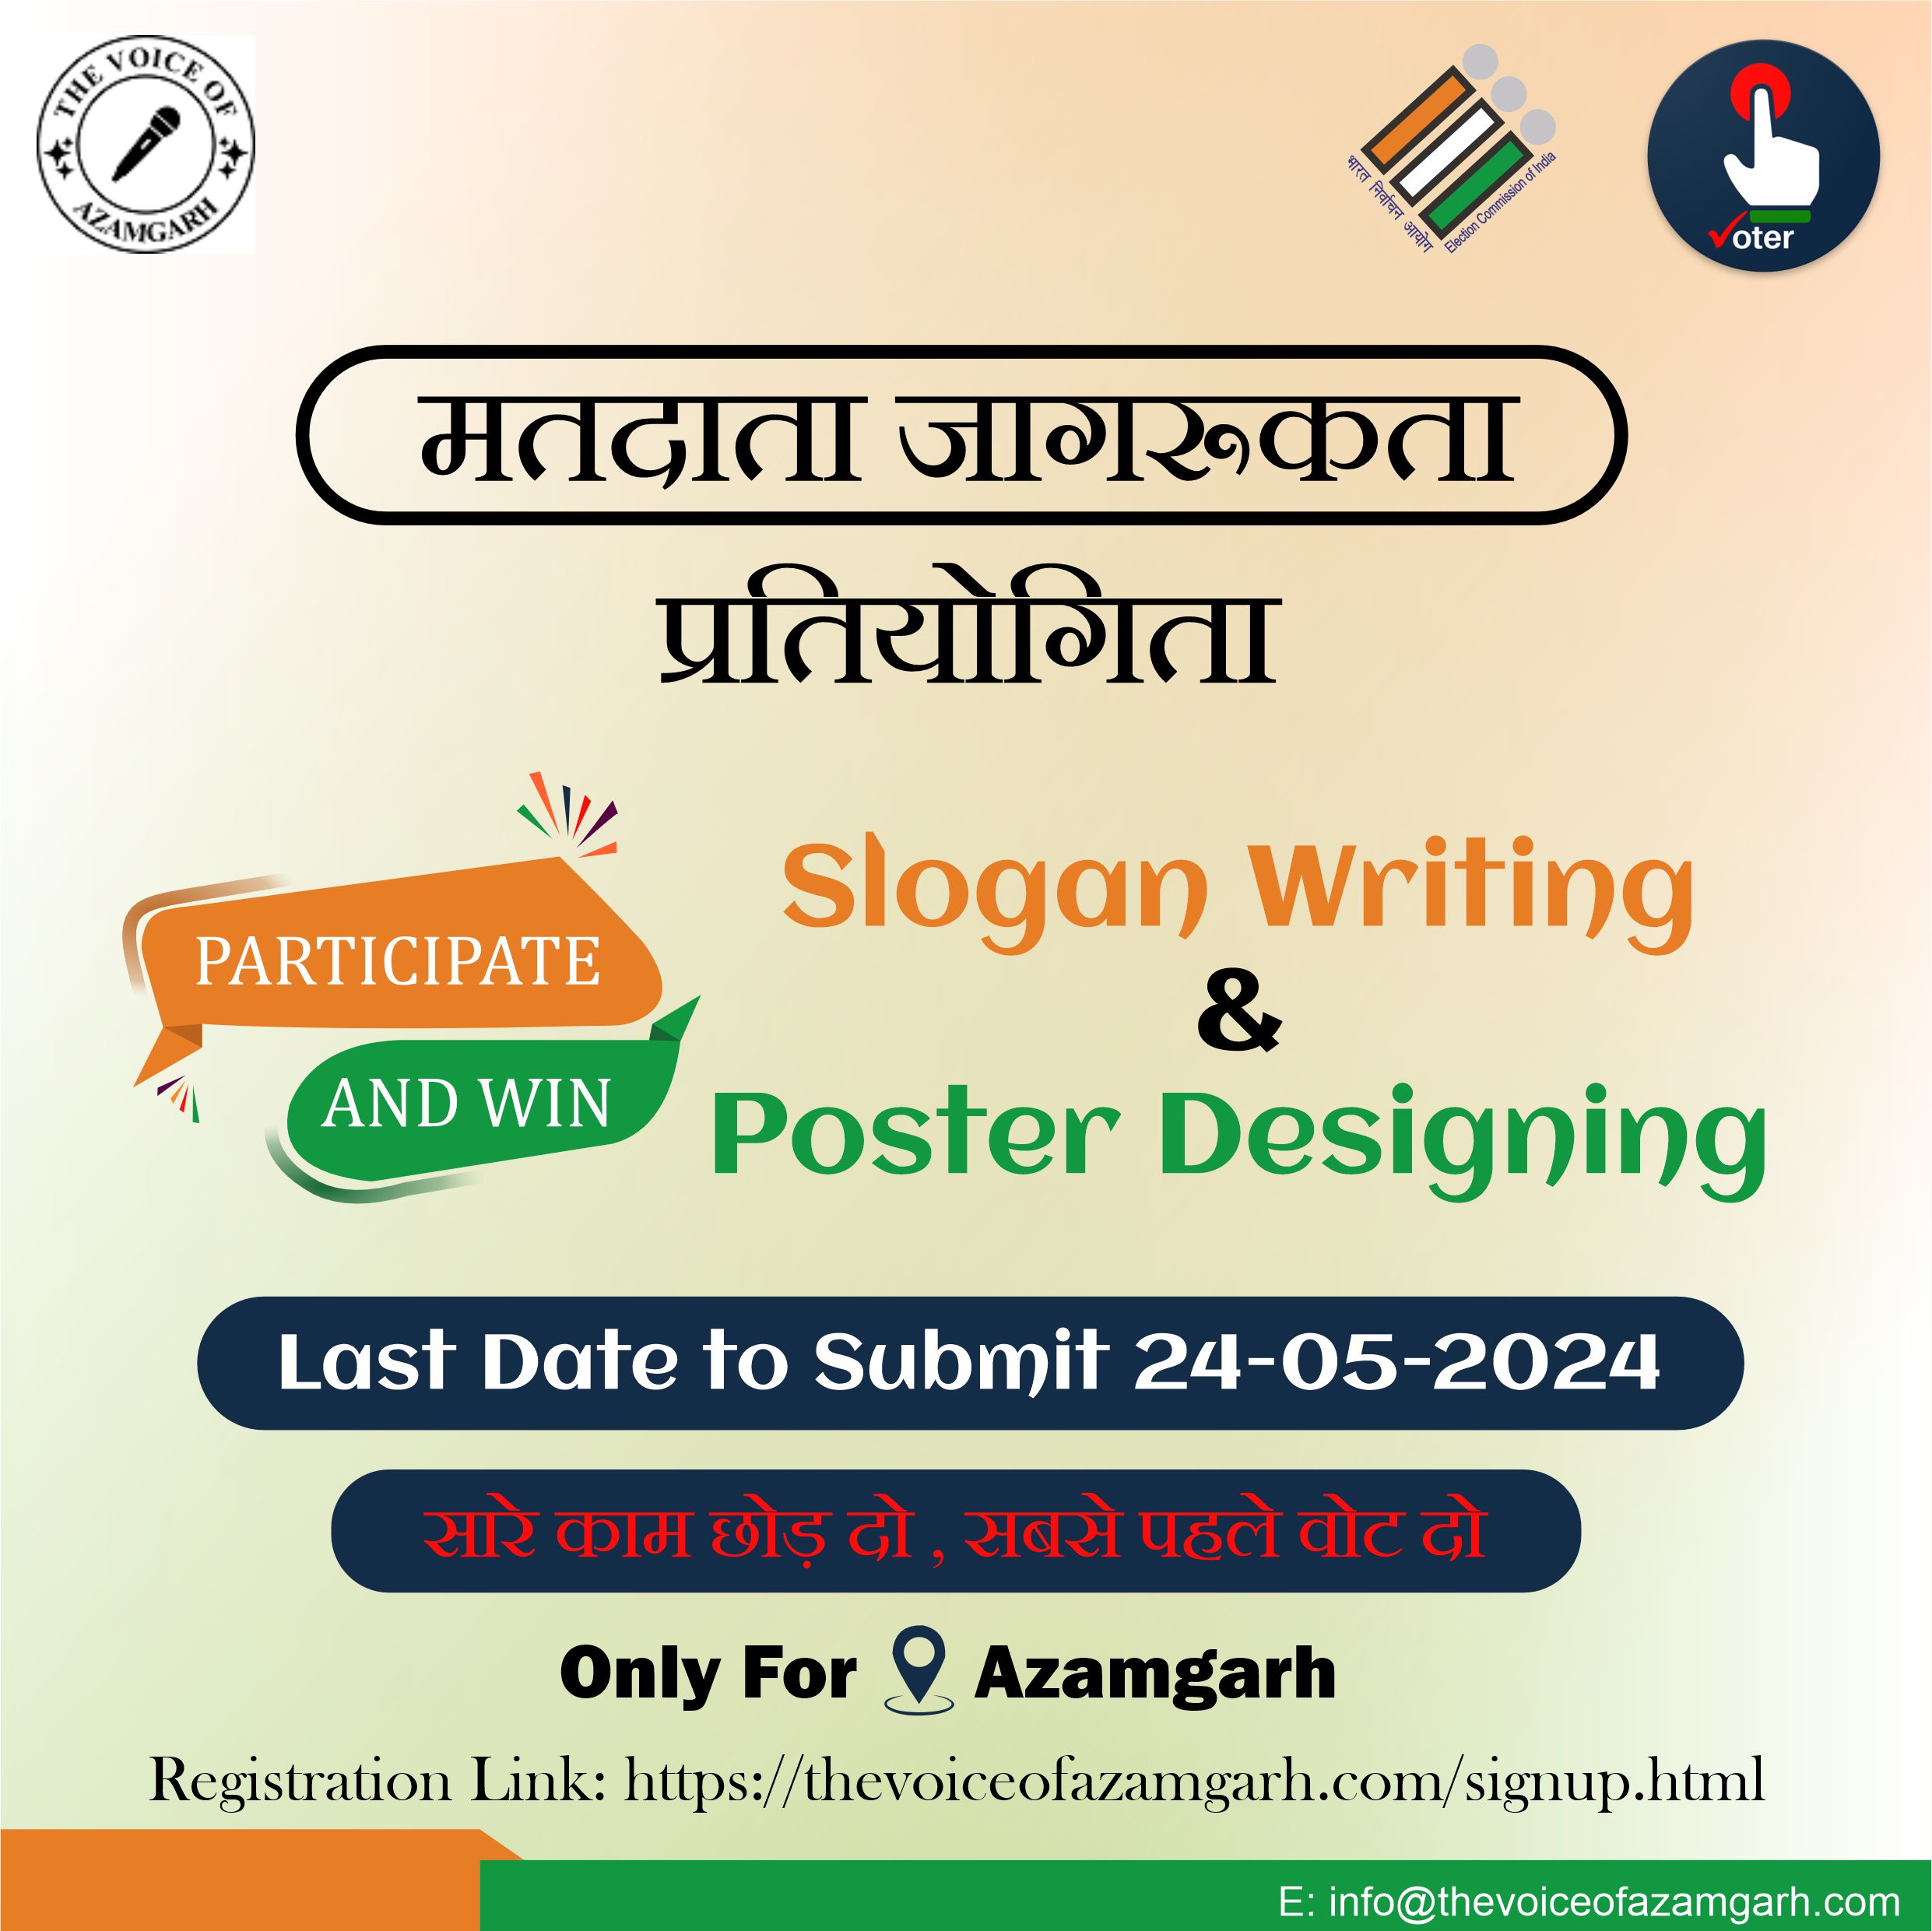 THE VOICE OF
AZAMGARH
भारत निर्वाचन आयोग
Election Commission of India
Voter
मतदाता जागरूकता
प्रतियोगिता
PARTICIPATE
AND WIN
Slogan Writing
&
Poster Designing
Last Date to Submit 24-05-2024
सारे काम छोड़ दो , सबसे पहले वोट दो
Only For Azamgarh
Registration Link: https://thevoiceofazamgarh.com/signup.html
E: info@thevoiceofazamgarh.com